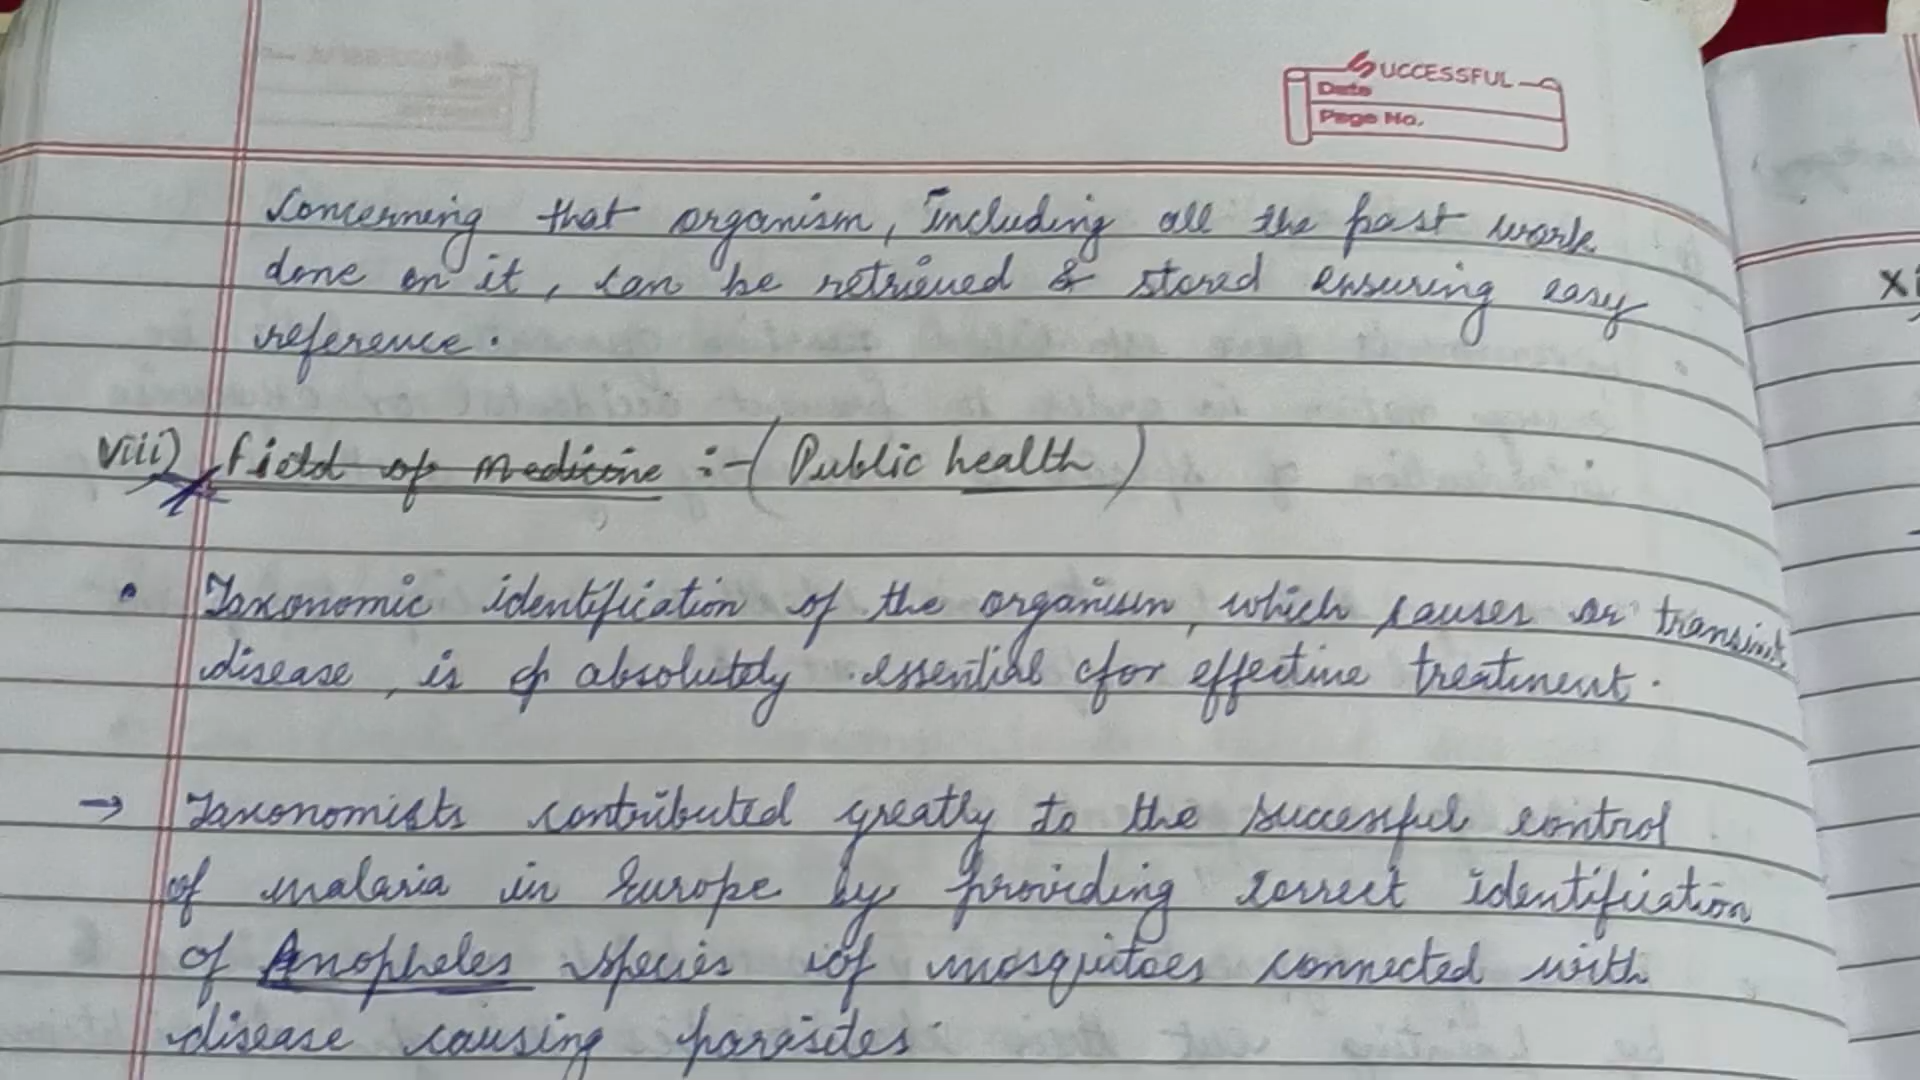 SUCCESSFUL
Date
Page No.
concerning that organism, including all the past work
done on it, can be retrieved & stored ensuring easy
reference.
viii) field of medicine :- (Public health)
• Taxonomic identification of the organism, which causes or transmits
disease, is absolutely essential for effective treatment.
→ Taxonomists contributed greatly to the successful control
of malaria in Europe by providing correct identification
of Anopheles species of mosquitoes connected with
disease causing parasites.